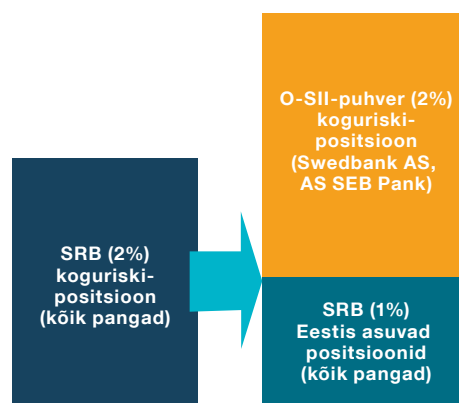 SRB (2%)
koguriski-
positsioon
(kõik pangad)
O-SII-puhver (2%)
koguriski-
positsioon
(Swedbank AS,
AS SEB Pank)
SRB (1%)
Eestis asuvad
positsioonid
(kõik pangad)